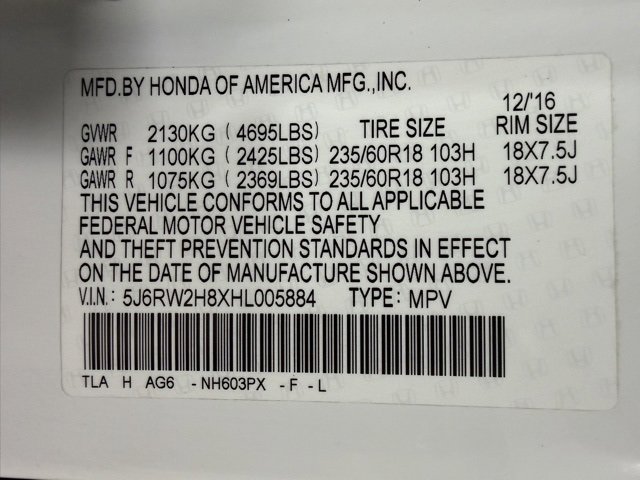 MFD.BY HONDA OF AMERICA MFG.,INC.
12/'16
GVWR 2130KG ( 4695LBS) TIRE SIZE RIM SIZE
GAWR F 1100KG ( 2425LBS) 235/60R18 103H 18X7.5J
GAWR R 1075KG ( 2369LBS) 235/60R18 103H 18X7.5J
THIS VEHICLE CONFORMS TO ALL APPLICABLE
FEDERAL MOTOR VEHICLE SAFETY
AND THEFT PREVENTION STANDARDS IN EFFECT
ON THE DATE OF MANUFACTURE SHOWN ABOVE.
V.I.N.: 5J6RW2H8XHL005884 TYPE: MPV
TLA H AG6 - NH603PX - F - L